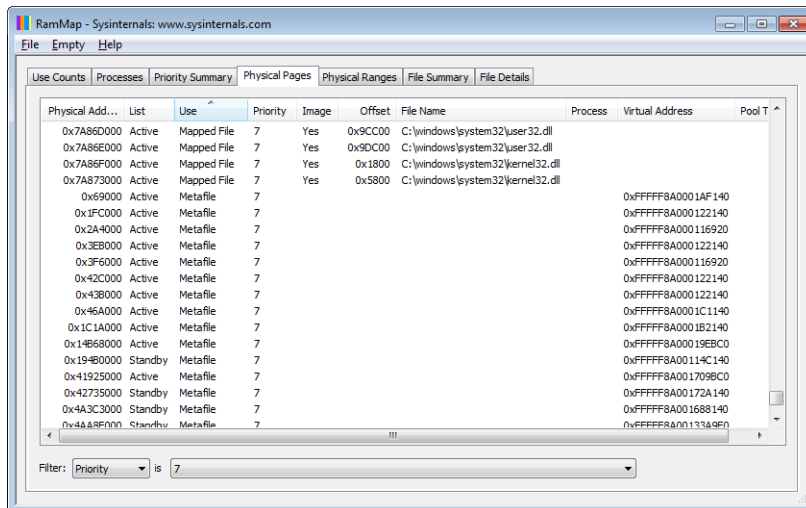 RamMap - Sysinternals: www.sysinternals.com
File Empty Help
Use Counts Processes Priority Summary Physical Pages Physical Ranges File Summary File Details
Physical Add... List Use Priority Image Offset File Name Process Virtual Address Pool T
0x7A86D000 Active Mapped File 7 Yes 0x9CC00 C:\windows\system32\user32.dll
0x7A86E000 Active Mapped File 7 Yes 0x9DC00 C:\windows\system32\user32.dll
0x7A86F000 Active Mapped File 7 Yes 0x1800 C:\windows\system32\kernel32.dll
0x7A873000 Active Mapped File 7 Yes 0x5800 C:\windows\system32\kernel32.dll
0x69000 Active Metafile 7 0xFFFFF8A0001AF140
0x1FC000 Active Metafile 7 0xFFFFF8A000122140
0x2A4000 Active Metafile 7 0xFFFFF8A000116920
0x3EB000 Active Metafile 7 0xFFFFF8A000122140
0x3F6000 Active Metafile 7 0xFFFFF8A000116920
0x42C000 Active Metafile 7 0xFFFFF8A000122140
0x43B000 Active Metafile 7 0xFFFFF8A000122140
0x46A000 Active Metafile 7 0xFFFFF8A0001C1140
0x1C1A000 Active Metafile 7 0xFFFFF8A0001B2140
0x14B68000 Active Metafile 7 0xFFFFF8A00019EBC0
0x194B0000 Standby Metafile 7 0xFFFFF8A00114C140
0x41925000 Active Metafile 7 0xFFFFF8A001709BC0
0x42735000 Standby Metafile 7 0xFFFFF8A00172A140
0x4A3C3000 Standby Metafile 7 0xFFFFF8A001688140
0x4AA8F000 Standby Metafile 7 0xFFFFF8A00133A9E0
Filter: Priority is 7